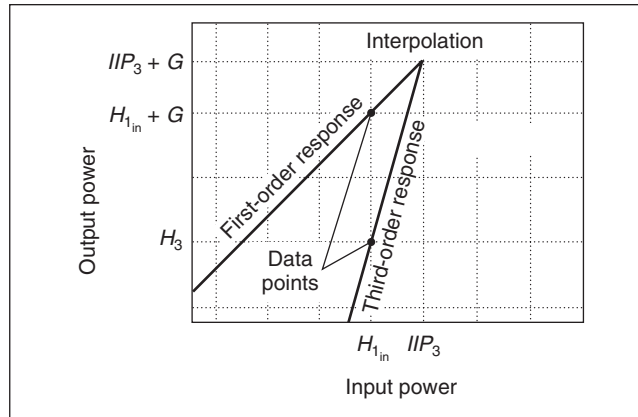 Interpolation
IIP₃ + G
H₁ᵢₙ + G
H₃
Output power
First-order response
Third-order response
Data
points
H₁ᵢₙ IIP₃
Input power